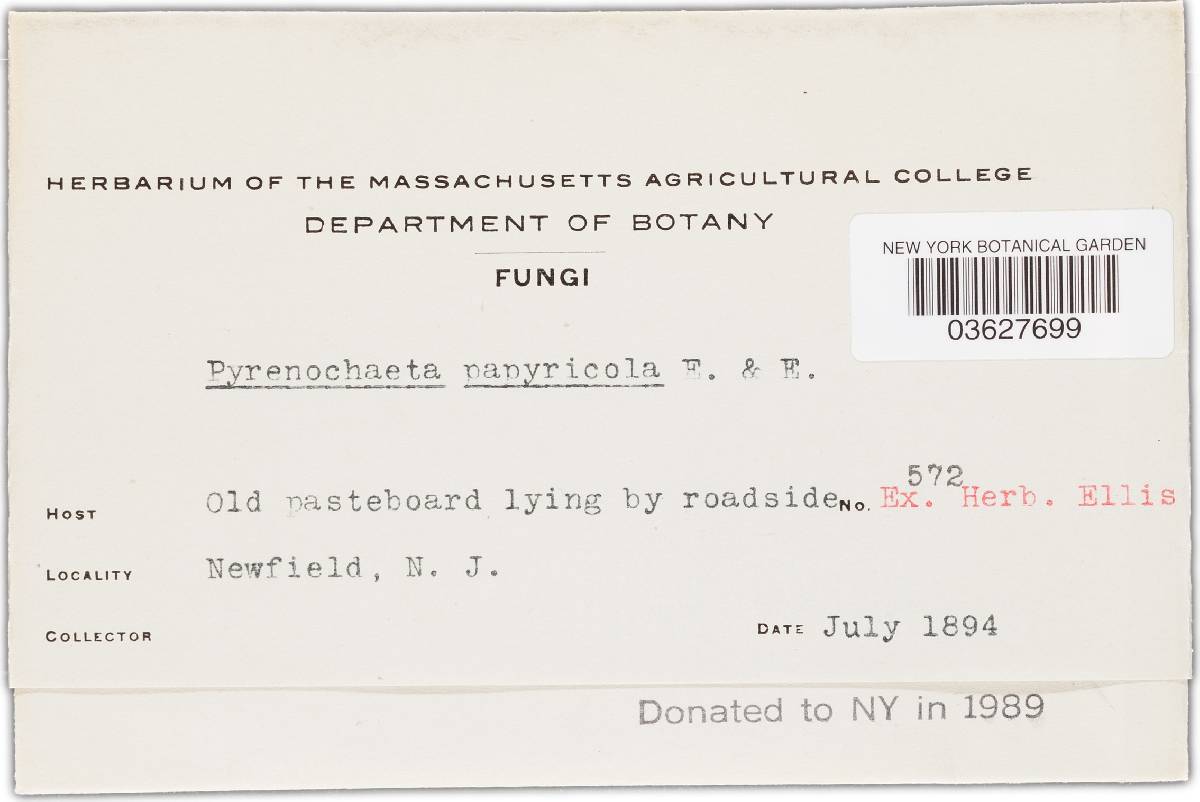 HERBARIUM OF THE MASSACHUSETTS AGRICULTURAL COLLEGE
DEPARTMENT OF BOTANY
FUNGI
NEW YORK BOTANICAL GARDEN
03627699
Pyrenochaeta papyricola E. & E.
572
HOST Old pasteboard lying by roadside No. Ex. Herb. Ellis
LOCALITY Newfield, N. J.
COLLECTOR DATE July 1894
Donated to NY in 1989